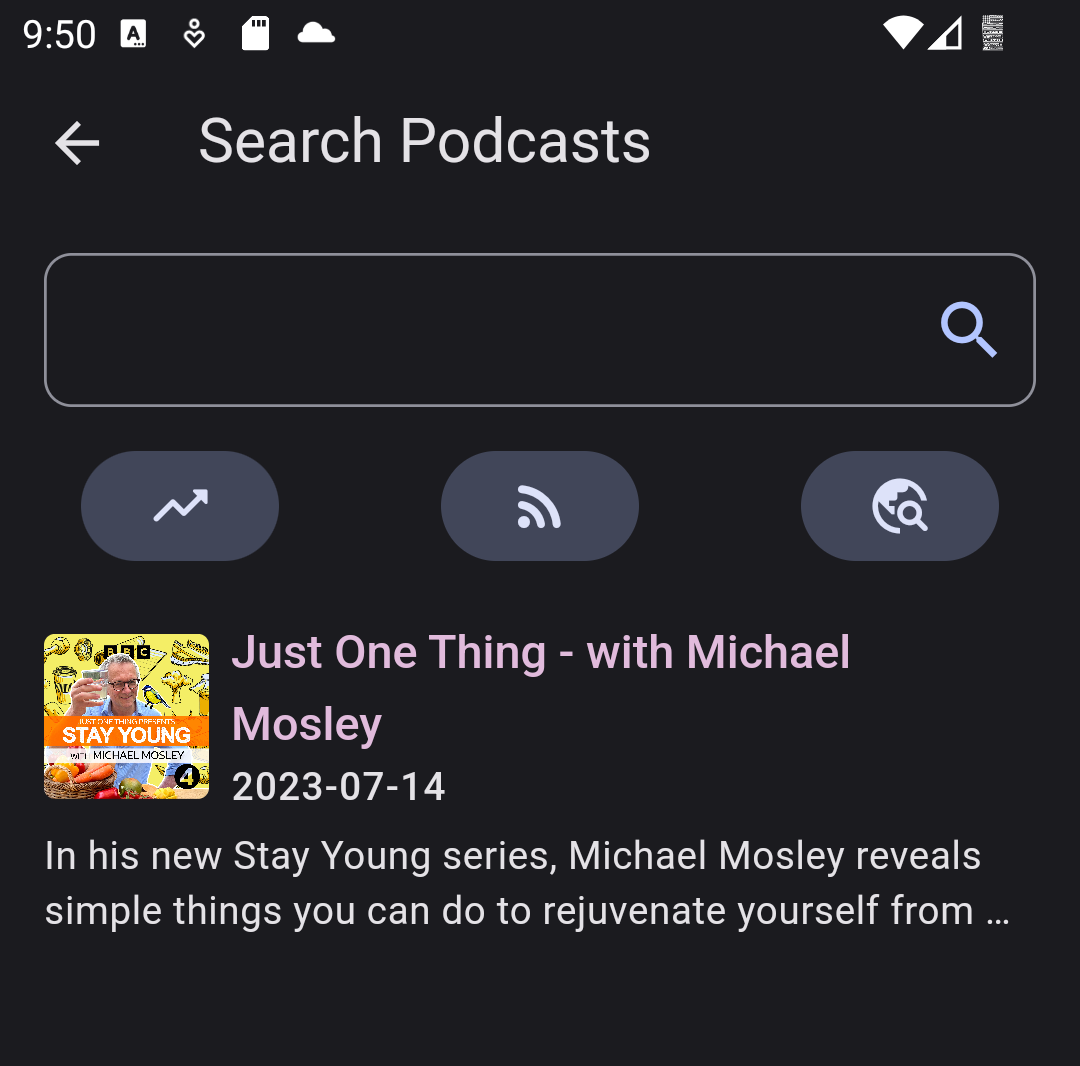 9:50
A
Search Podcasts
BBC
JUST ONE THING PRESENTS
STAY YOUNG
WITH MICHAEL MOSLEY
4
Just One Thing - with Michael
Mosley
2023-07-14
In his new Stay Young series, Michael Mosley reveals
simple things you can do to rejuvenate yourself from …